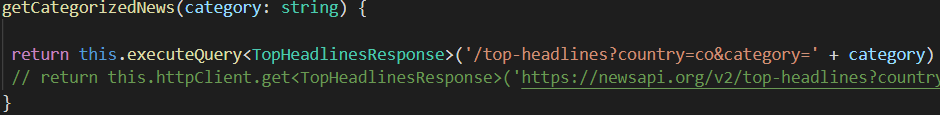 getCategorizedNews(category: string) {
return this.executeQuery<TopHeadlinesResponse>('/top-headlines?country=co&category=' + category)
// return this.httpClient.get<TopHeadlinesResponse>('https://newsapi.org/v2/top-headlines?country
}